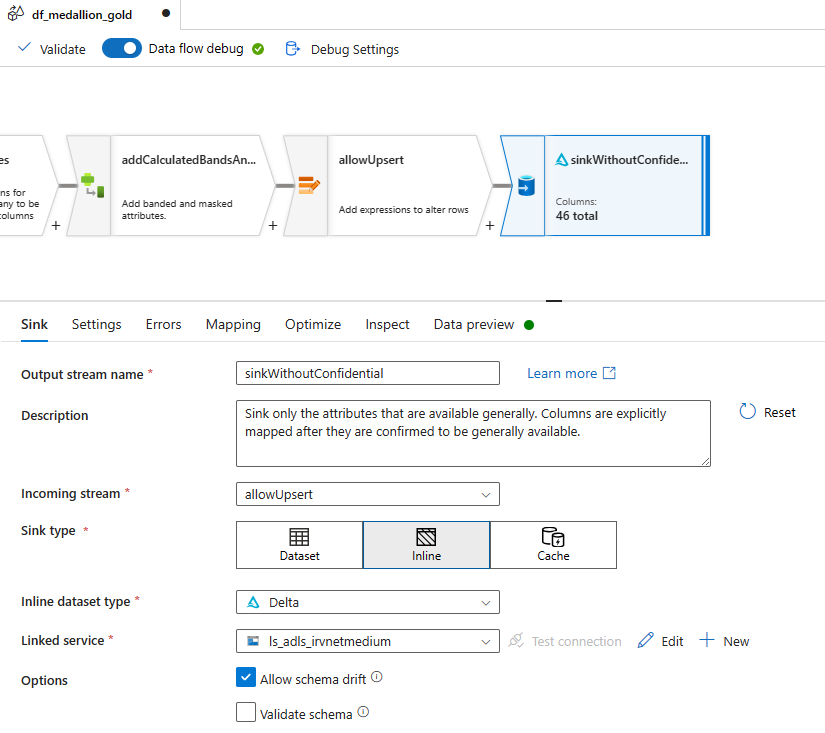 df_medallion_gold
Validate
Data flow debug
Debug Settings
es
ns for
any to be
columns
+
addCalculatedBandsAn...
Add banded and masked
attributes.
+
allowUpsert
Add expressions to alter rows
+
sinkWithoutConfide...
Columns:
46 total
Sink
Settings
Errors
Mapping
Optimize
Inspect
Data preview
Output stream name *
sinkWithoutConfidential
Learn more
Description
Sink only the attributes that are available generally. Columns are explicitly
mapped after they are confirmed to be generally available.
Reset
Incoming stream *
allowUpsert
Sink type *
Dataset
Inline
Cache
Inline dataset type *
Delta
Linked service *
ls_adls_irvnetmedium
Test connection
Edit
New
Options
Allow schema drift
Validate schema